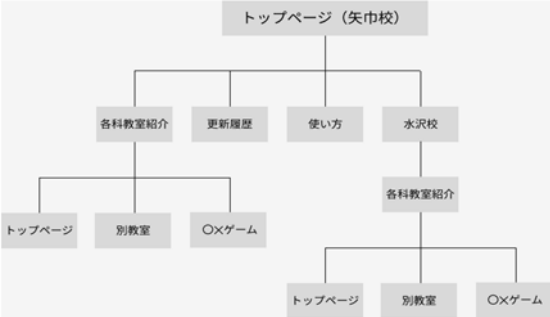 トップページ（矢巾校）
各科教室紹介
更新履歴
使い方
水沢校
各科教室紹介
トップページ
別教室
〇×ゲーム
トップページ
別教室
〇×ゲーム